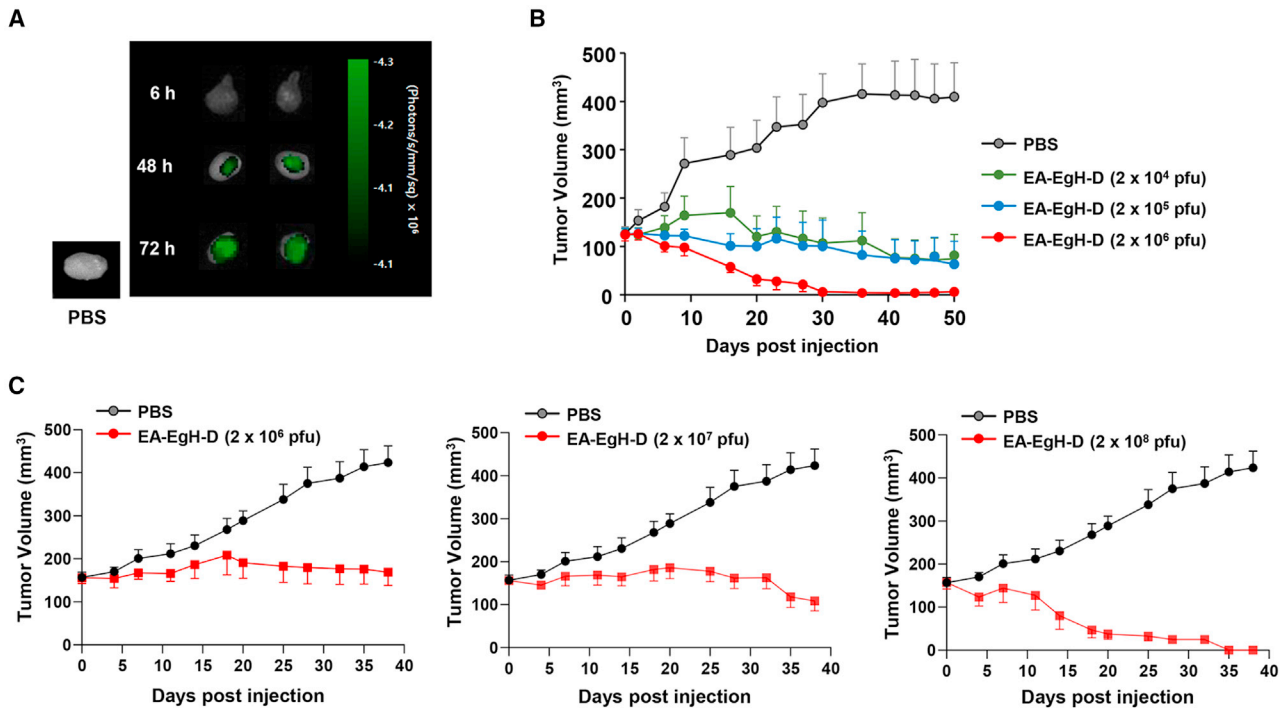 A
6 h
48 h
72 h
PBS
-4.3
-4.2
-4.1
-4.1
(Photons/s/mm/sq) × 10⁶
B
500
400
300
200
100
0
Tumor Volume (mm³)
0 10 20 30 40 50
Days post injection
PBS
EA-EgH-D (2 x 10⁴ pfu)
EA-EgH-D (2 x 10⁵ pfu)
EA-EgH-D (2 x 10⁶ pfu)
C
PBS
EA-EgH-D (2 x 10⁶ pfu)
500
400
300
200
100
0
Tumor Volume (mm³)
0 5 10 15 20 25 30 35 40
Days post injection
PBS
EA-EgH-D (2 x 10⁷ pfu)
500
400
300
200
100
0
Tumor Volume (mm³)
0 5 10 15 20 25 30 35 40
Days post injection
PBS
EA-EgH-D (2 x 10⁸ pfu)
500
400
300
200
100
0
Tumor Volume (mm³)
0 5 10 15 20 25 30 35 40
Days post injection